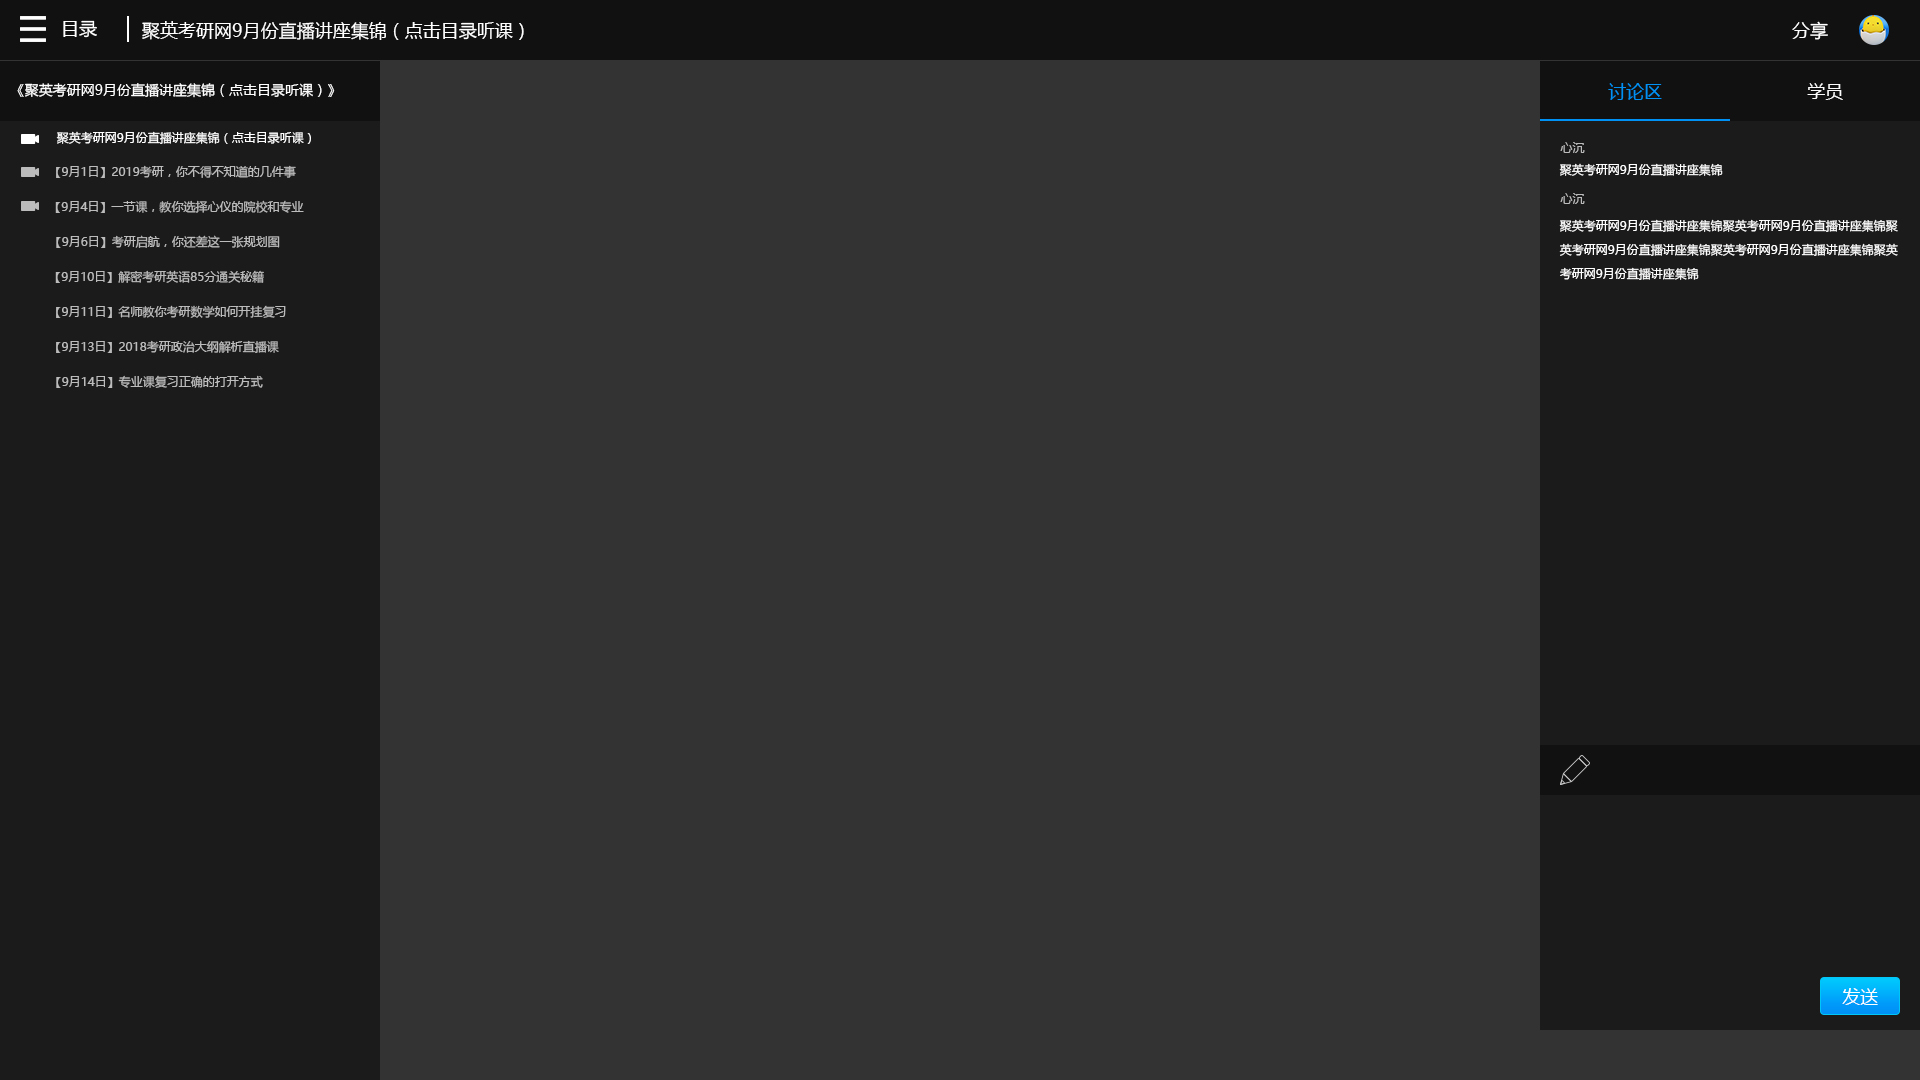 目录
聚英考研网9月份直播讲座集锦（点击目录听课）
分享
《聚英考研网9月份直播讲座集锦（点击目录听课）》
聚英考研网9月份直播讲座集锦（点击目录听课）
【9月1日】2019考研，你不得不知道的几件事
【9月4日】一节课，教你选择心仪的院校和专业
【9月6日】考研启航，你还差这一张规划图
【9月10日】解密考研英语85分通关秘籍
【9月11日】名师教你考研数学如何开挂复习
【9月13日】2018考研政治大纲解析直播课
【9月14日】专业课复习正确的打开方式
讨论区
学员
心沉
聚英考研网9月份直播讲座集锦
心沉
聚英考研网9月份直播讲座集锦聚英考研网9月份直播讲座集锦聚
英考研网9月份直播讲座集锦聚英考研网9月份直播讲座集锦聚英
考研网9月份直播讲座集锦
发送